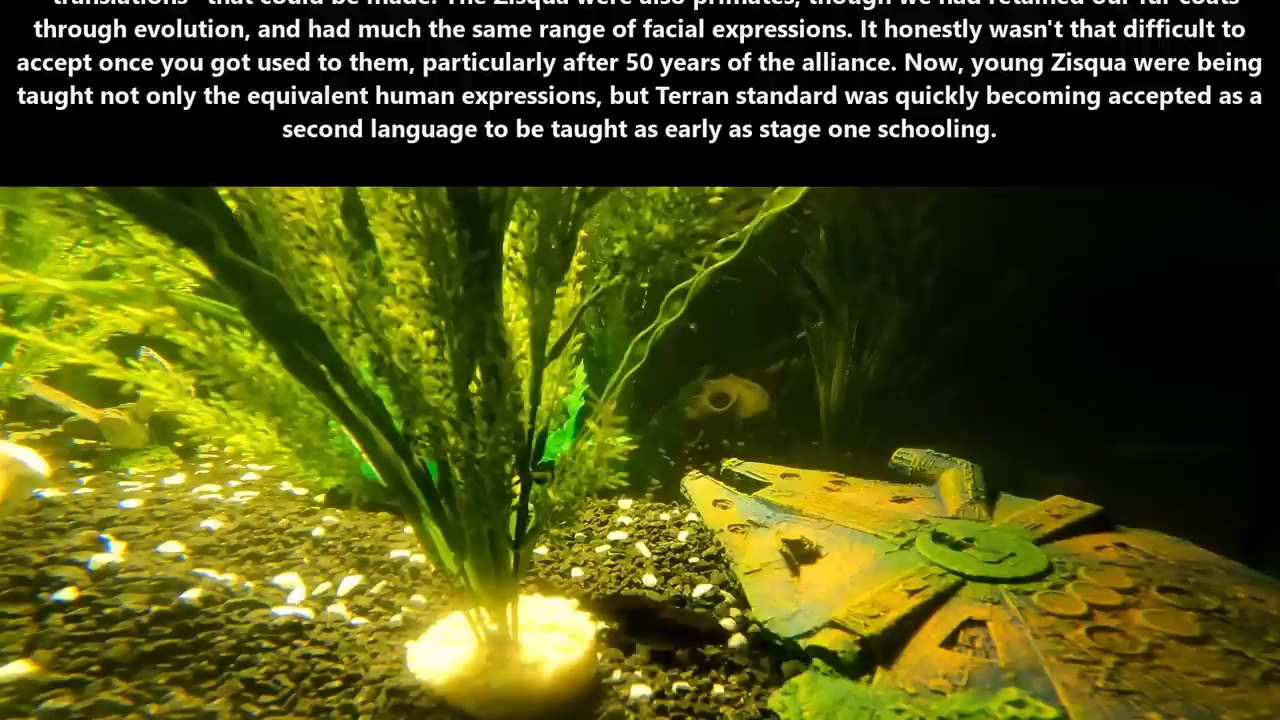 translations" that could be made. The Zisqua were also primates, though we had retained our fur coats
through evolution, and had much the same range of facial expressions. It honestly wasn't that difficult to
accept once you got used to them, particularly after 50 years of the alliance. Now, young Zisqua were being
taught not only the equivalent human expressions, but Terran standard was quickly becoming accepted as a
second language to be taught as early as stage one schooling.